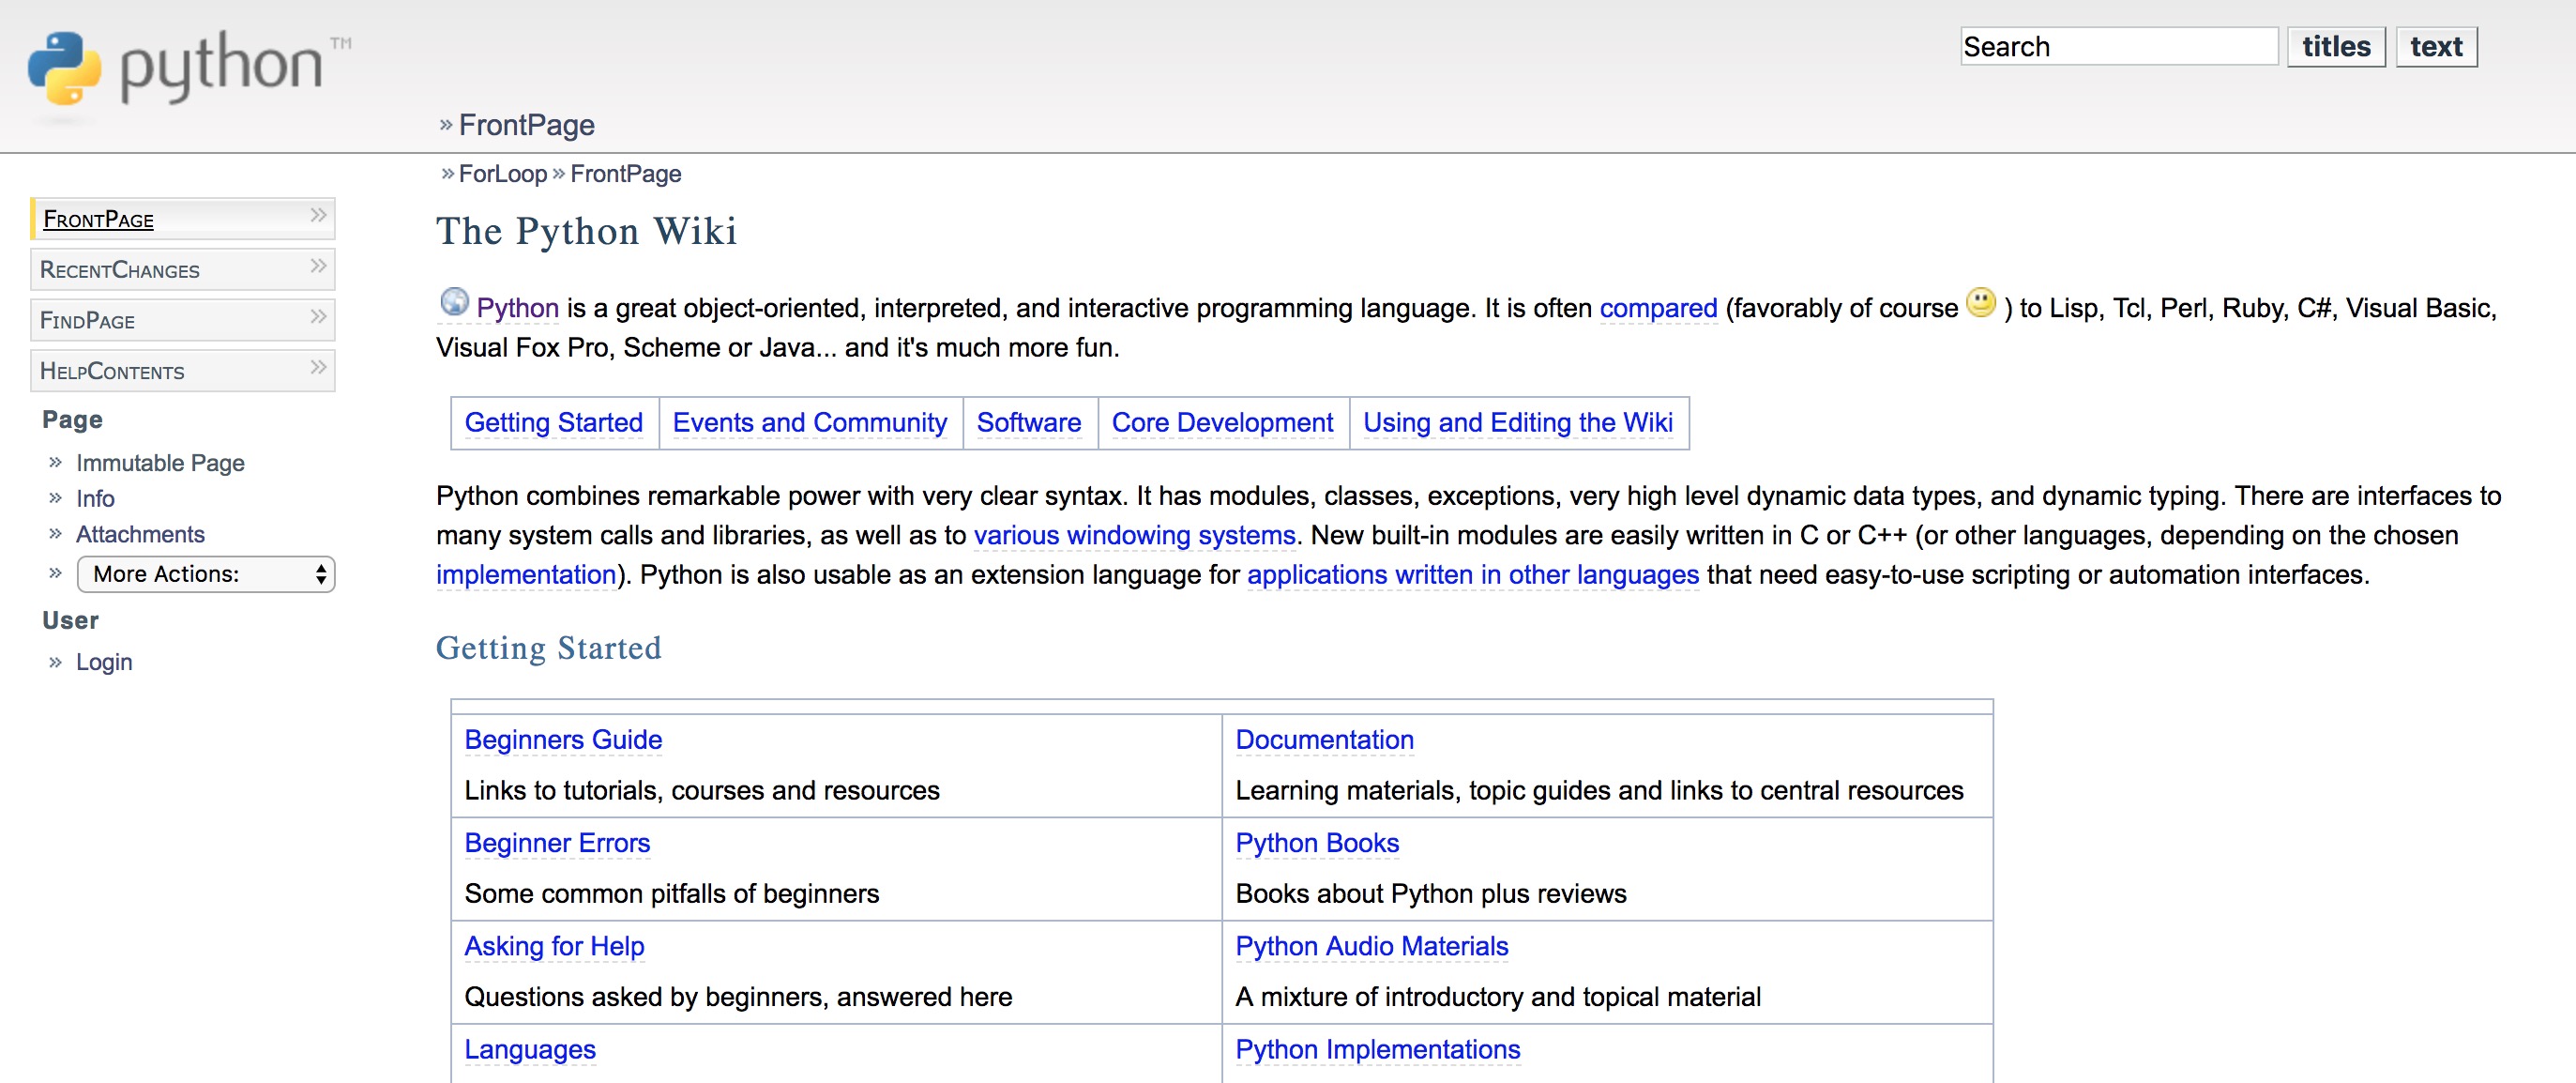 python™
Search titles text
» FrontPage
» ForLoop » FrontPage
FrontPage »
RecentChanges »
FindPage »
HelpContents »
Page
» Immutable Page
» Info
» Attachments
» More Actions:
User
» Login
The Python Wiki
Python is a great object-oriented, interpreted, and interactive programming language. It is often compared (favorably of course ) to Lisp, Tcl, Perl, Ruby, C#, Visual Basic,
Visual Fox Pro, Scheme or Java... and it's much more fun.
Getting Started Events and Community Software Core Development Using and Editing the Wiki
Python combines remarkable power with very clear syntax. It has modules, classes, exceptions, very high level dynamic data types, and dynamic typing. There are interfaces to
many system calls and libraries, as well as to various windowing systems. New built-in modules are easily written in C or C++ (or other languages, depending on the chosen
implementation). Python is also usable as an extension language for applications written in other languages that need easy-to-use scripting or automation interfaces.
Getting Started
Beginners Guide
Links to tutorials, courses and resources
Documentation
Learning materials, topic guides and links to central resources
Beginner Errors
Some common pitfalls of beginners
Python Books
Books about Python plus reviews
Asking for Help
Questions asked by beginners, answered here
Python Audio Materials
A mixture of introductory and topical material
Languages
Python Implementations